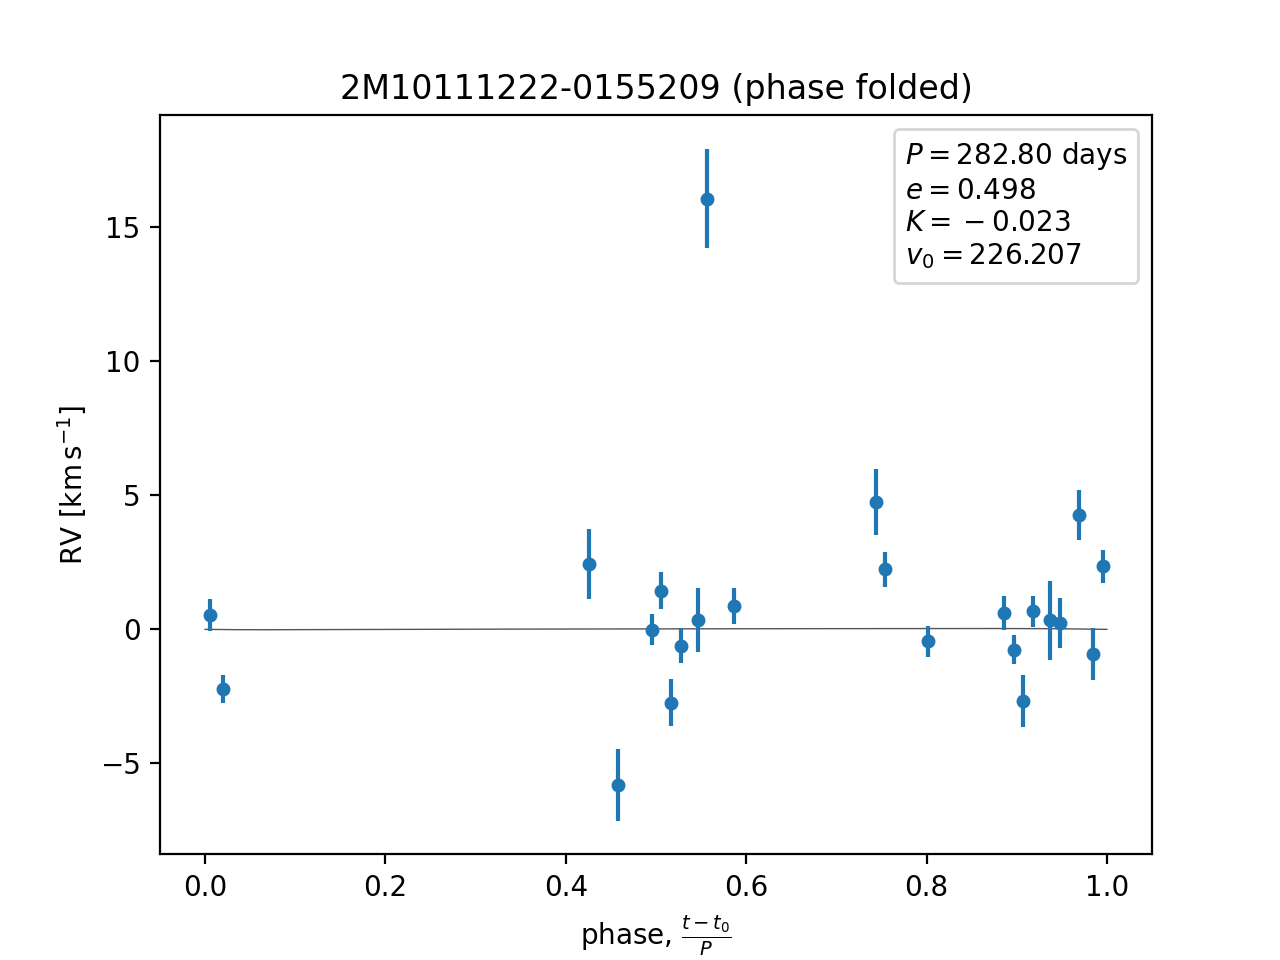 2M10111222-0155209 (phase folded)
P = 282.80 days
e = 0.498
K = −0.023
v₀ = 226.207
RV [km s⁻¹]
15
10
5
0
−5
0.0 0.2 0.4 0.6 0.8 1.0
phase, (t − t₀)/P